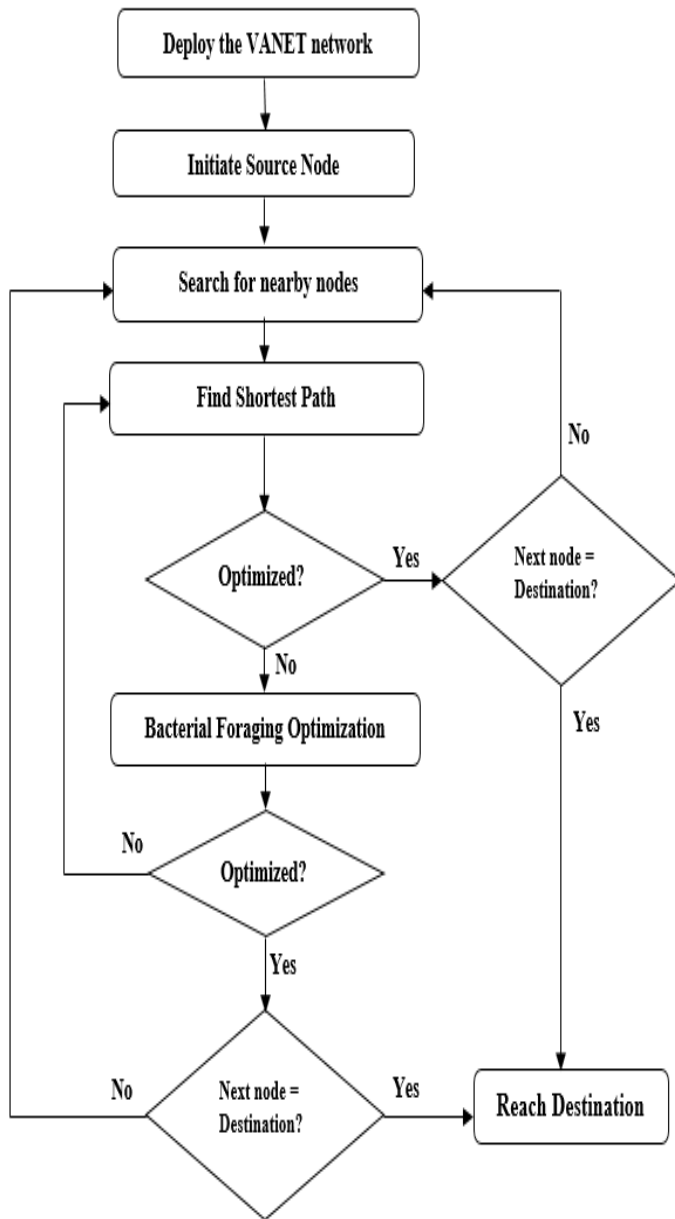 Deploy the VANET network
Initiate Source Node
Search for nearby nodes
Find Shortest Path
No
Optimized?
Yes
Next node =
Destination?
No
Yes
Bacterial Foraging Optimization
No
Optimized?
Yes
No
Next node =
Destination?
Yes
Reach Destination